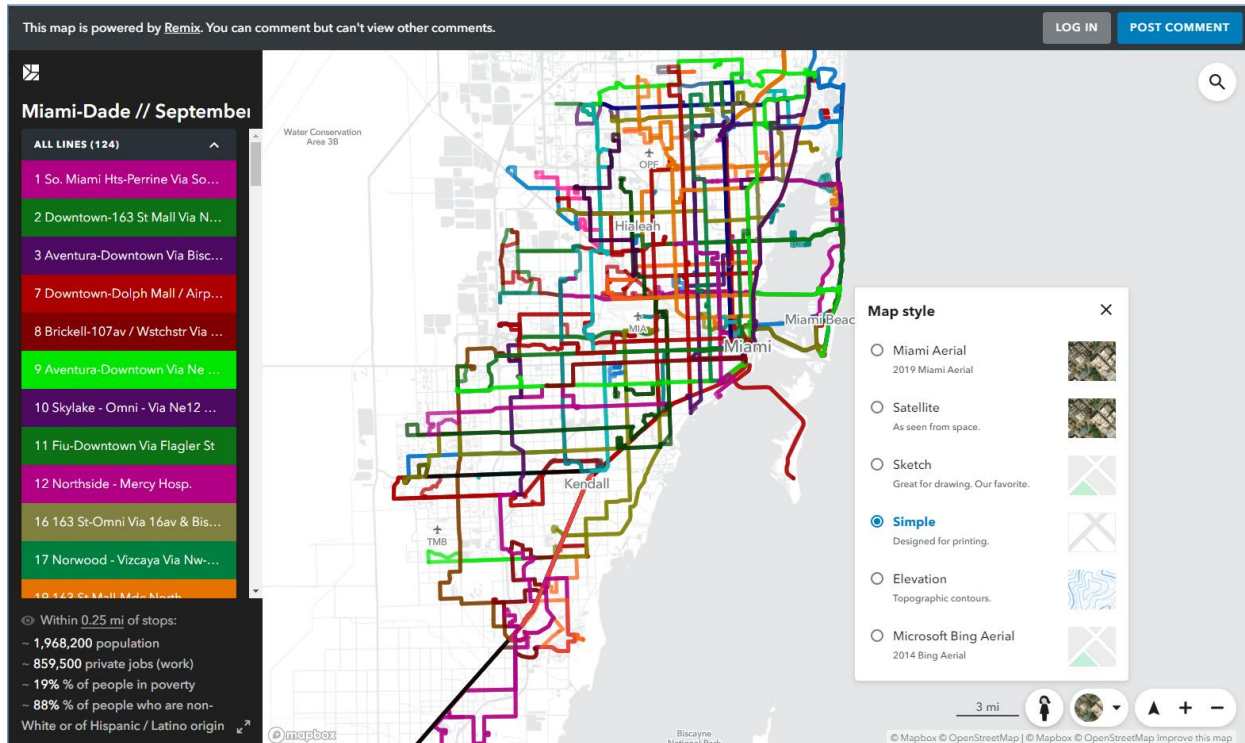 This map is powered by Remix. You can comment but can't view other comments.
LOG IN
POST COMMENT
Miami-Dade // September
ALL LINES (124)
1 So. Miami Hts-Perrine Via So...
2 Downtown-163 St Mall Via N...
3 Aventura-Downtown Via Bisc...
7 Downtown-Dolph Mall / Airp...
8 Brickell-107av / Wstchstr Via ...
9 Aventura-Downtown Via Ne ...
10 Skylake - Omni - Via Ne12 ...
11 Fiu-Downtown Via Flagler St
12 Northside - Mercy Hosp.
16 163 St-Omni Via 16av & Bis...
17 Norwood - Vizcaya Via Nw-...
19 163 St Mall-Mdc North
Within 0.25 mi of stops:
~ 1,968,200 population
~ 859,500 private jobs (work)
~ 19% % of people in poverty
~ 88% % of people who are non-
White or of Hispanic / Latino origin
Water Conservation
Area 3B
OPF
Hialeah
MIA
Miami Beac
Miami
Kendall
TMB
Biscayne
National Park
mapbox
Map style
Miami Aerial
2019 Miami Aerial
Satellite
As seen from space.
Sketch
Great for drawing. Our favorite.
Simple
Designed for printing.
Elevation
Topographic contours.
Microsoft Bing Aerial
2014 Bing Aerial
3 mi
© Mapbox © OpenStreetMap | © Mapbox © OpenStreetMap Improve this map